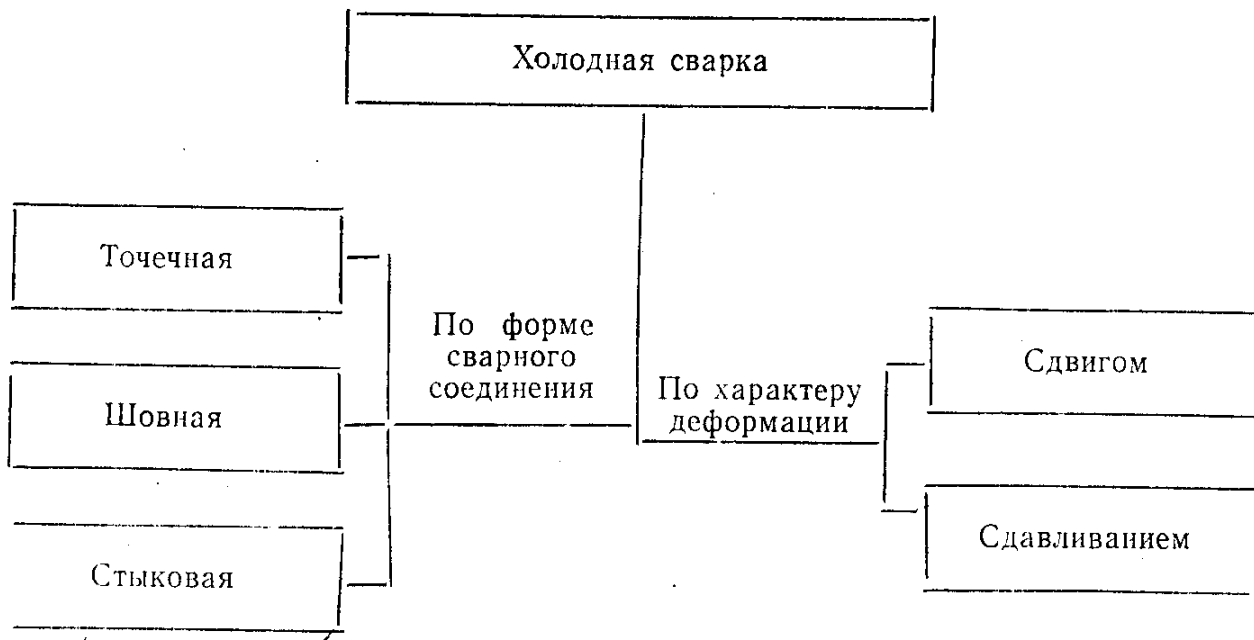 Холодная сварка
Точечная
По форме
сварного
соединения
Шовная
Стыковая
По характеру
деформации
Сдвигом
Сдавливанием